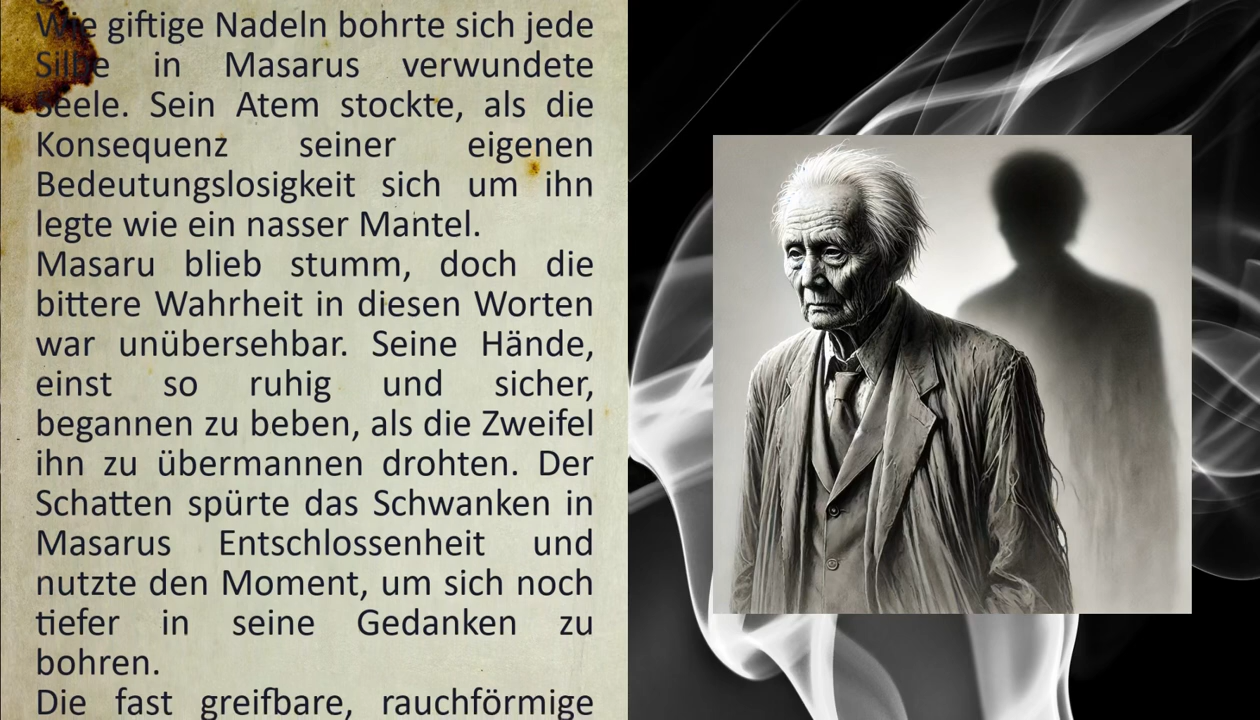 Wie giftige Nadeln bohrte sich jede
Silbe in Masarus verwundete
Seele. Sein Atem stockte, als die
Konsequenz seiner eigenen
Bedeutungslosigkeit sich um ihn
legte wie ein nasser Mantel.
Masaru blieb stumm, doch die
bittere Wahrheit in diesen Worten
war unübersehbar. Seine Hände,
einst so ruhig und sicher,
begannen zu beben, als die Zweifel
ihn zu übermannen drohten. Der
Schatten spürte das Schwanken in
Masarus Entschlossenheit und
nutzte den Moment, um sich noch
tiefer in seine Gedanken zu
bohren.
Die fast greifbare, rauchförmige